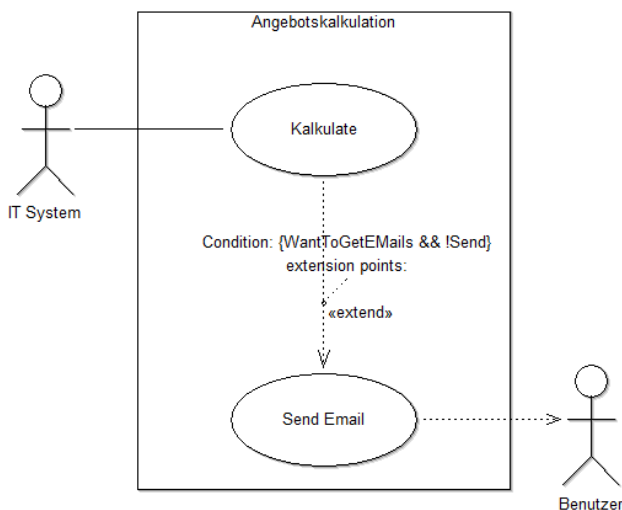 Angebotskalkulation
Kalkulate
IT System
Condition: {WantToGetEMails && !Send}
extension points:
«extend»
Send Email
Benutzer